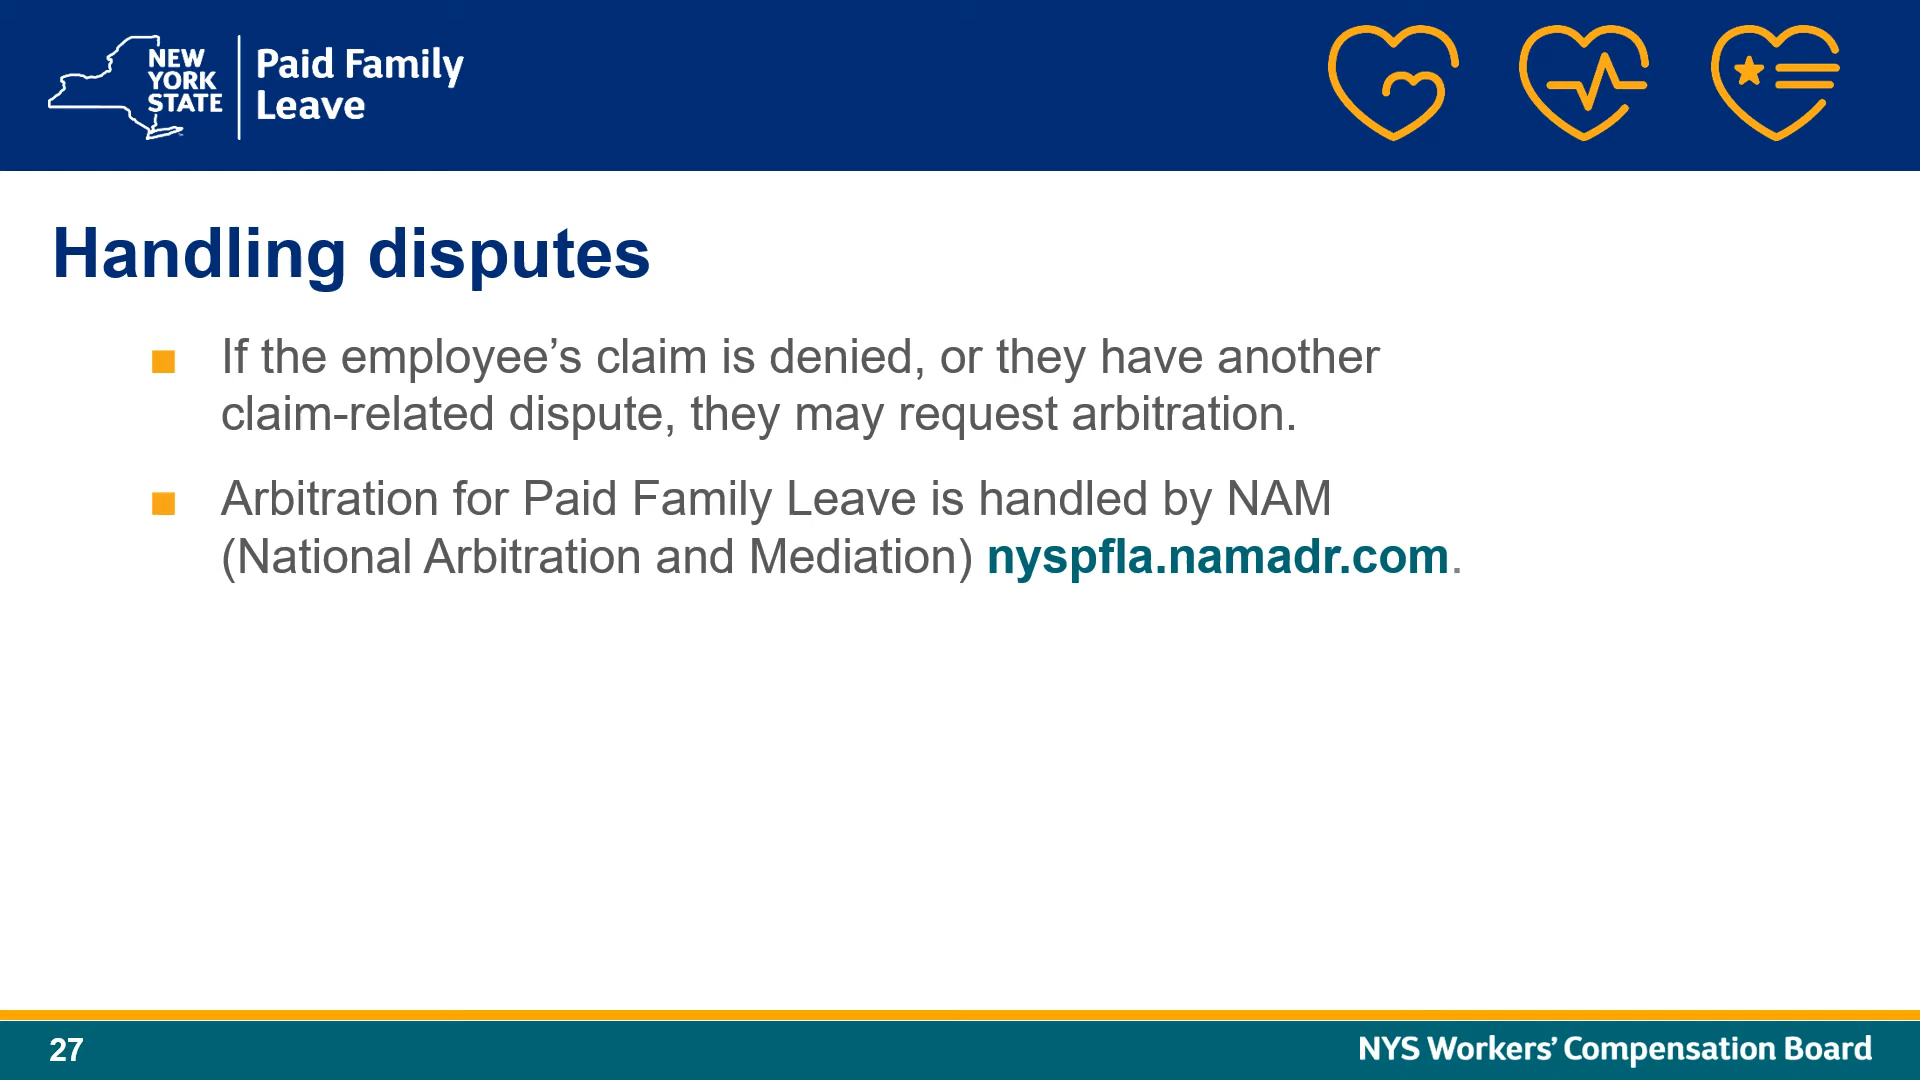 NEW
YORK
STATE
Paid Family
Leave
Handling disputes
If the employee’s claim is denied, or they have another
claim-related dispute, they may request arbitration.
Arbitration for Paid Family Leave is handled by NAM
(National Arbitration and Mediation) nyspfla.namadr.com.
27
NYS Workers’ Compensation Board